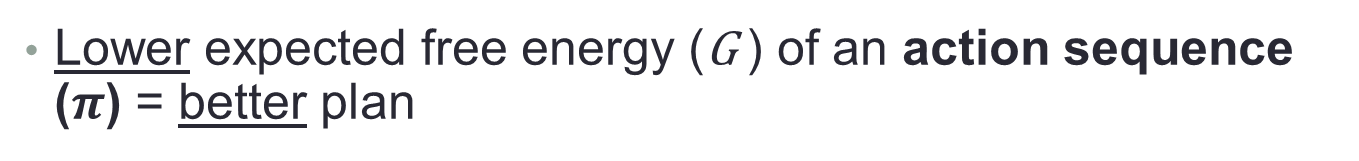 • Lower expected free energy (𝐺) of an action sequence
(𝝅) = better plan